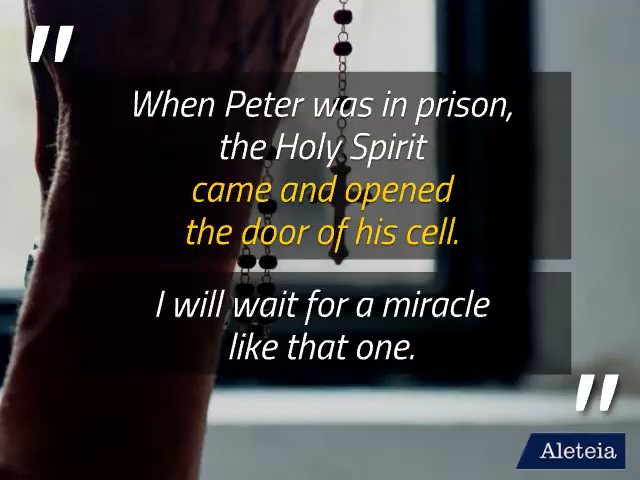 "
When Peter was in prison,
the Holy Spirit
came and opened
the door of his cell.
I will wait for a miracle
like that one.
"
Aleteia